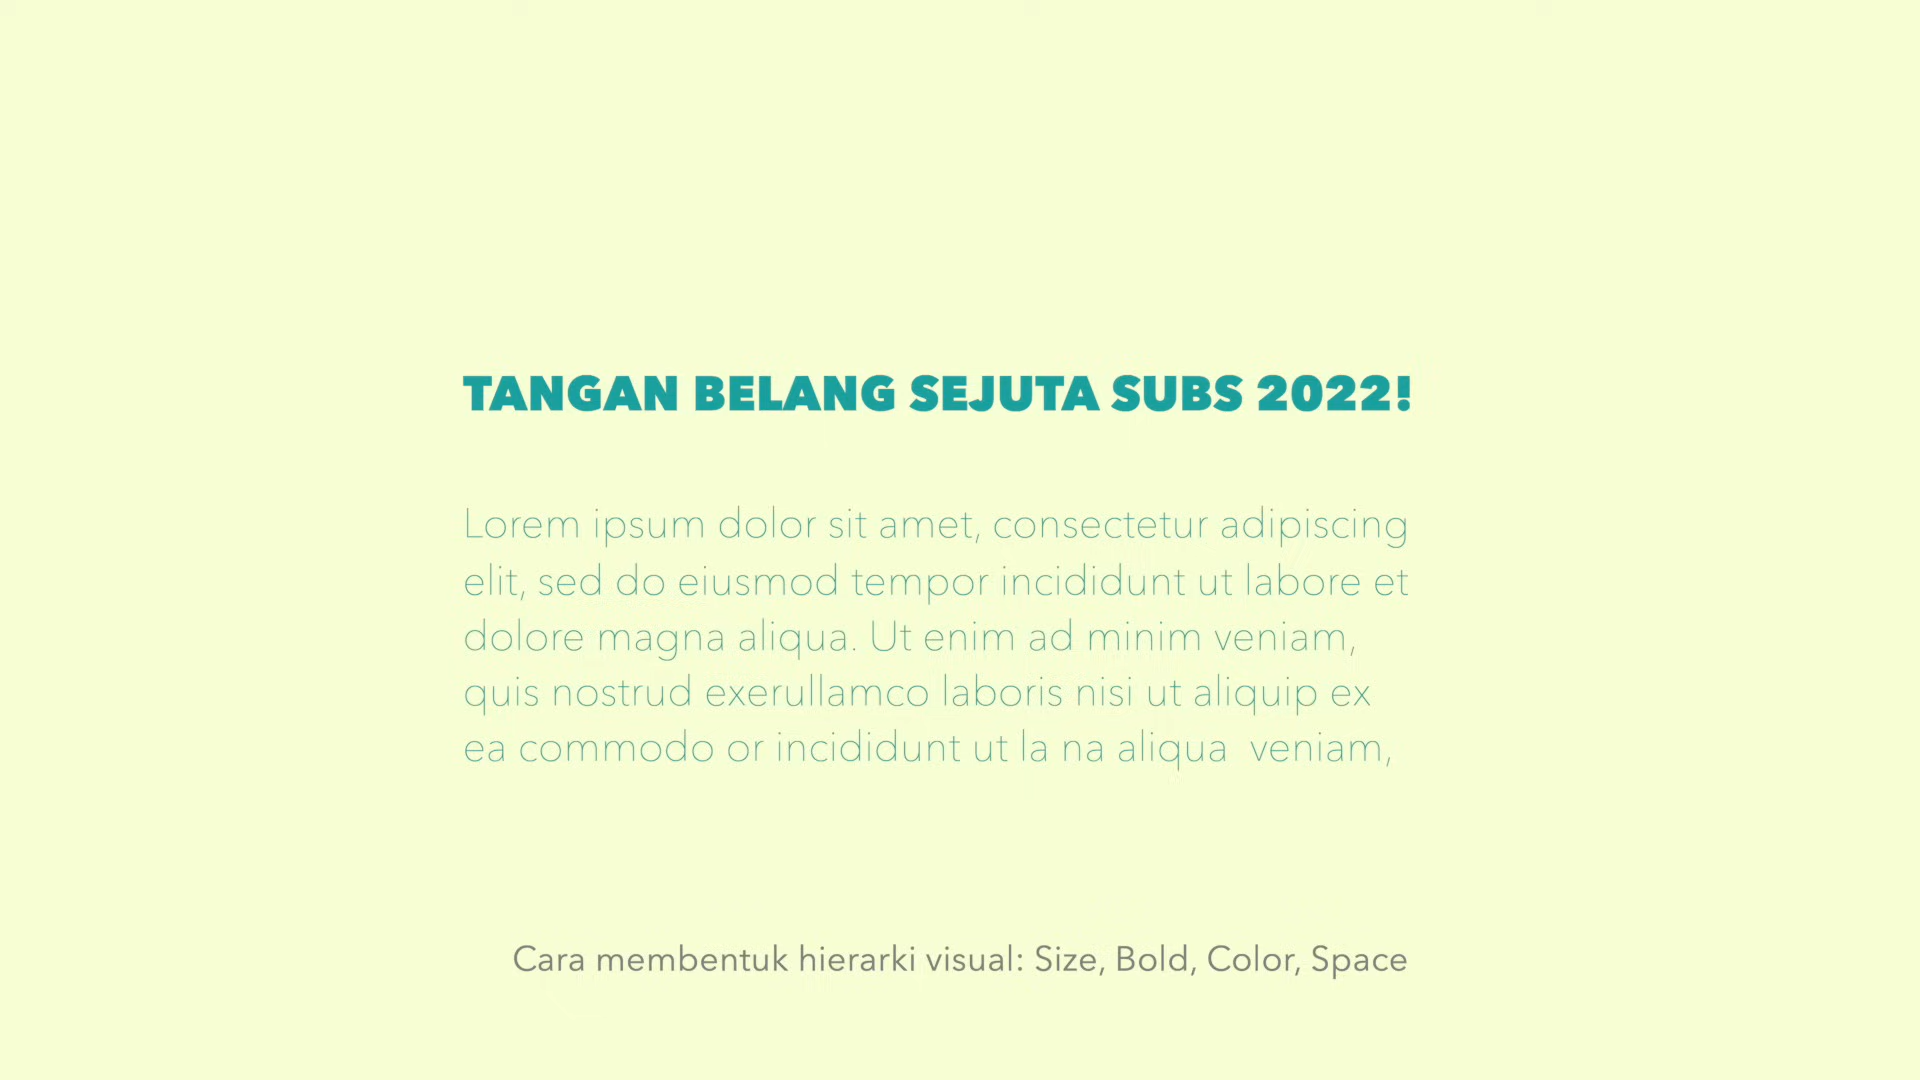 TANGAN BELANG SEJUTA SUBS 2022!
Lorem ipsum dolor sit amet, consectetur adipiscing
elit, sed do eiusmod tempor incididunt ut labore et
dolore magna aliqua. Ut enim ad minim veniam,
quis nostrud exerullamco laboris nisi ut aliquip ex
ea commodo or incididunt ut la na aliqua  veniam,
Cara membentuk hierarki visual: Size, Bold, Color, Space